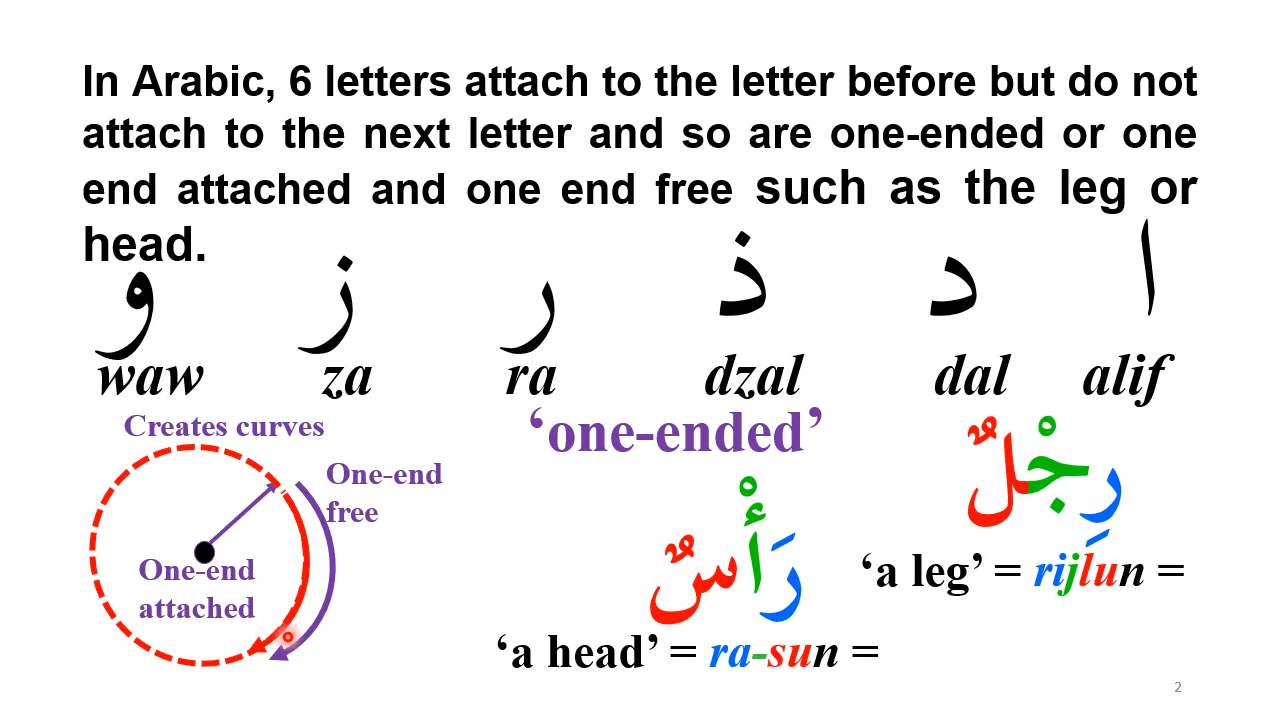 In Arabic, 6 letters attach to the letter before but do not
attach to the next letter and so are one-ended or one
end attached and one end free such as the leg or
head.
ا د ذ ر ز و
waw za ra dzal dal alif
Creates curves
‘one-ended’
One-end
free
One-end
attached
رِجْلٌ
‘a leg’ = rijlun =
رَأْسٌ
‘a head’ = ra-sun =
2